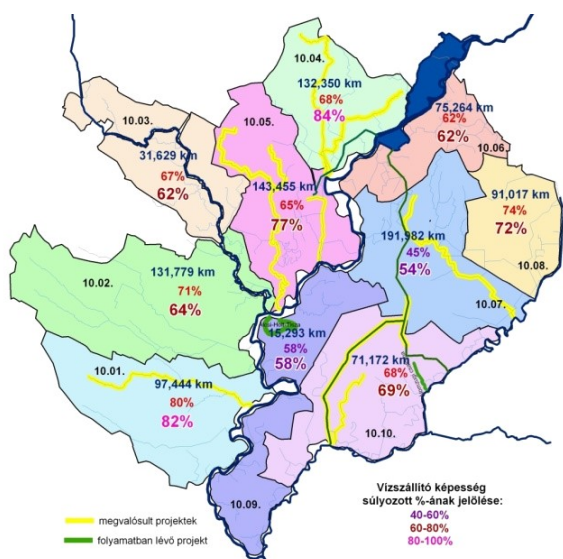 10.04.
132,350 km
68%
84%
10.03.
31,629 km
67%
62%
10.05.
143,455 km
65%
77%
75,264 km
62%
62%
10.06.
91,017 km
74%
72%
10.08.
191,982 km
45%
54%
10.07.
10.02.
131,779 km
71%
64%
15,293 km
58%
58%
10.01.
97,444 km
80%
82%
71,172 km
68%
69%
10.10.
10.09.
megvalósult projektek
folyamatban lévő projekt
Vizszállító képesség
súlyozott %-ának jelölése:
40-60%
60-80%
80-100%